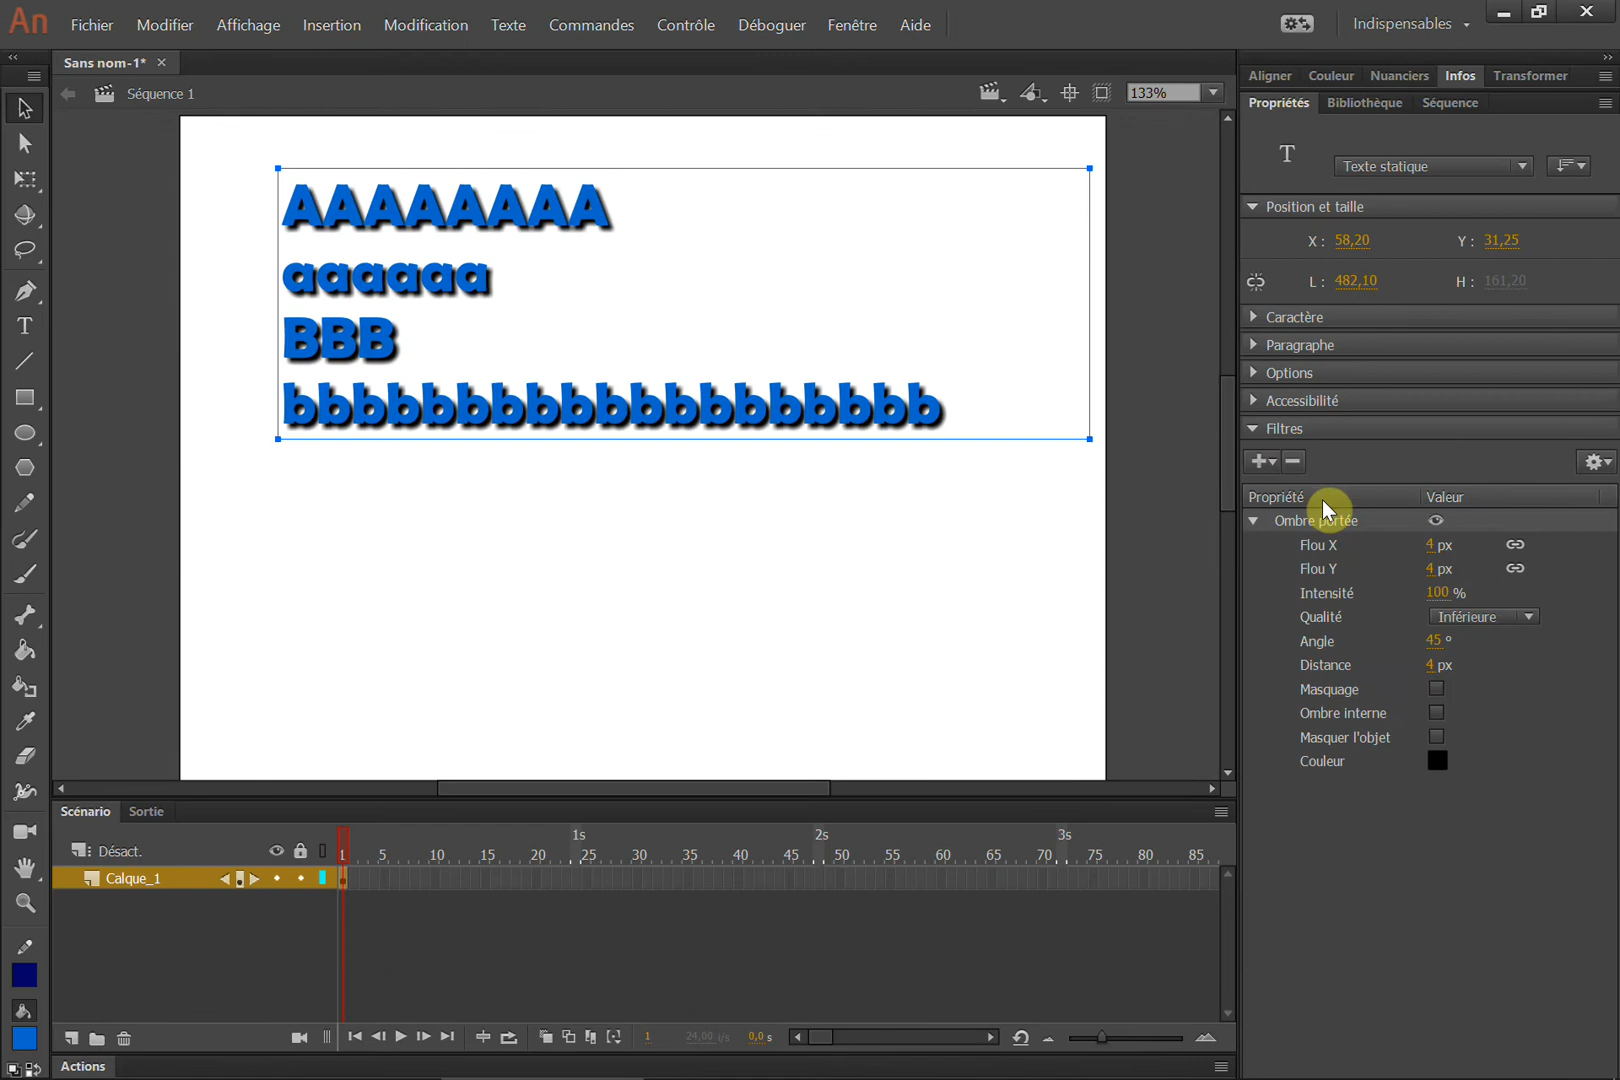 An Fichier Modifier Affichage Insertion Modification Texte Commandes Contrôle Déboguer Fenêtre Aide Indispensables
Sans nom-1*
Séquence 1
133%
AAAAAAAA
aaaaaa
BBB
bbbbbbbbbbbbbbbbbbb
Aligner Couleur Nuanciers Infos Transformer
Propriétés Bibliothèque Séquence
T Texte statique
Position et taille
X : 58,20 Y : 31,25
L : 482,10 H : 161,20
Caractère
Paragraphe
Options
Accessibilité
Filtres
Propriété Valeur
Ombre portée
Flou X 4 px
Flou Y 4 px
Intensité 100 %
Qualité Inférieure
Angle 45 °
Distance 4 px
Masquage
Ombre interne
Masquer l'objet
Couleur
Scénario Sortie
1s 2s 3s
Désact. 1 5 10 15 20 25 30 35 40 45 50 55 60 65 70 75 80 85
Calque_1
1 24,00 i/s 0,0 s
Actions